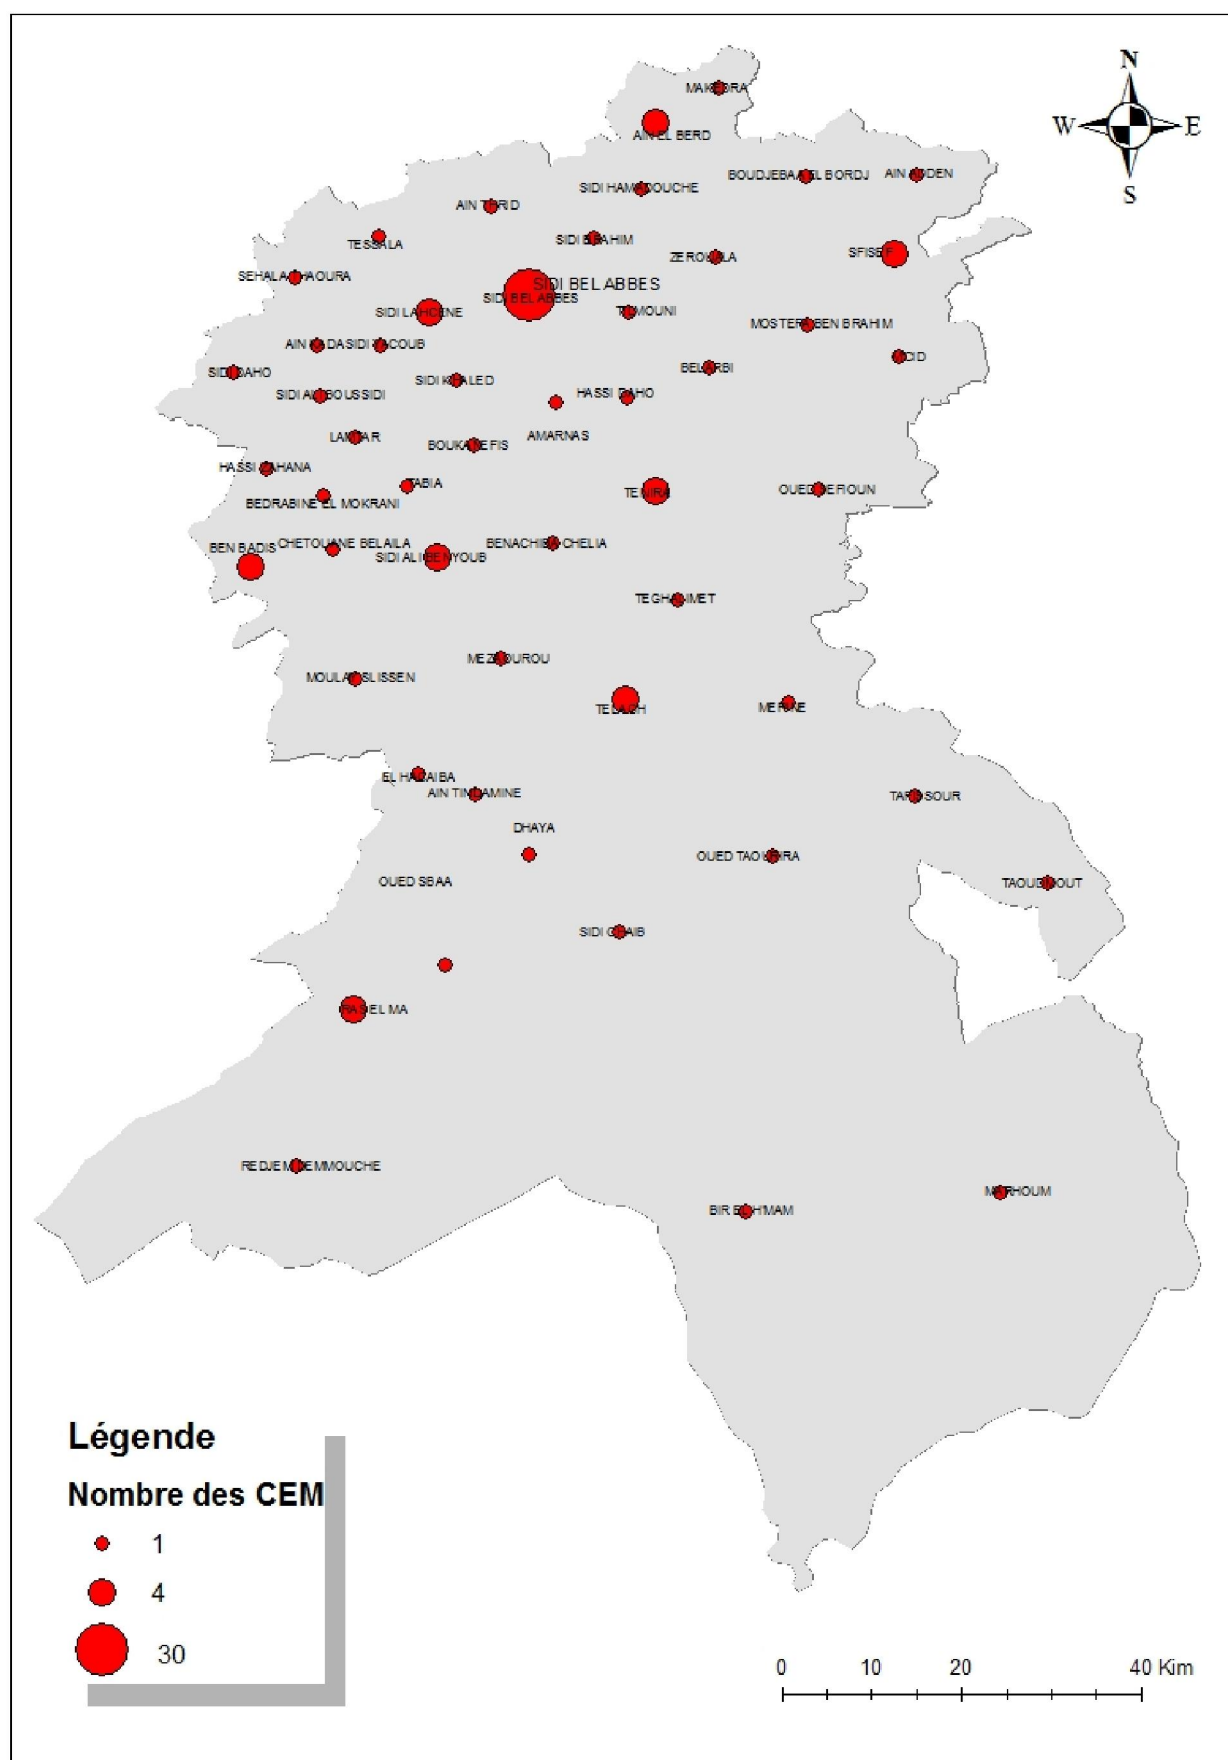 N
MAKEDRA
W
E
AIN EL BERD
S
BOUDJEBAA EL BORDJ
AIN ADDEN
SIDI HAMADOUCHE
AIN THRID
TESSALA
SIDI BRAHIM
SFISEF
ZEROUALA
SEHALA THAOURA
SIDI BEL ABBES
SIDI BEL ABBES
SIDI LAHCENE
TILMOUNI
MOSTEFA BEN BRAHIM
AIN KADA
SIDI YACOUB
MCID
BELARBI
SIDI DAHO
SIDI KHALED
SIDI ALI BOUSSIDI
HASSI DAHO
LAMTAR
AMARNAS
BOUKANEFIS
HASSI ZAHANA
TABIA
TENIRA
OUED SEFIOUN
BEDRABINE EL MOKRANI
BEN BADIS
CHETOUANE BELAILA
BENACHIBA CHELIA
SIDI ALI BENYOUB
TEGHALIMET
MEZAOUROU
MOULAY SLISSEN
TELAGH
MERINE
EL HACAIBA
AIN TINDAMINE
TAFISSOUR
DHAYA
OUED TAOURIRA
OUED SBAA
TAOUDMOUT
SIDI CHAIB
RAS EL MA
REDJEM DEMMOUCHE
MARHOUM
BIR EL H'MAM
Légende
Nombre des CEM
1
4
30
0 10 20 40 Kim